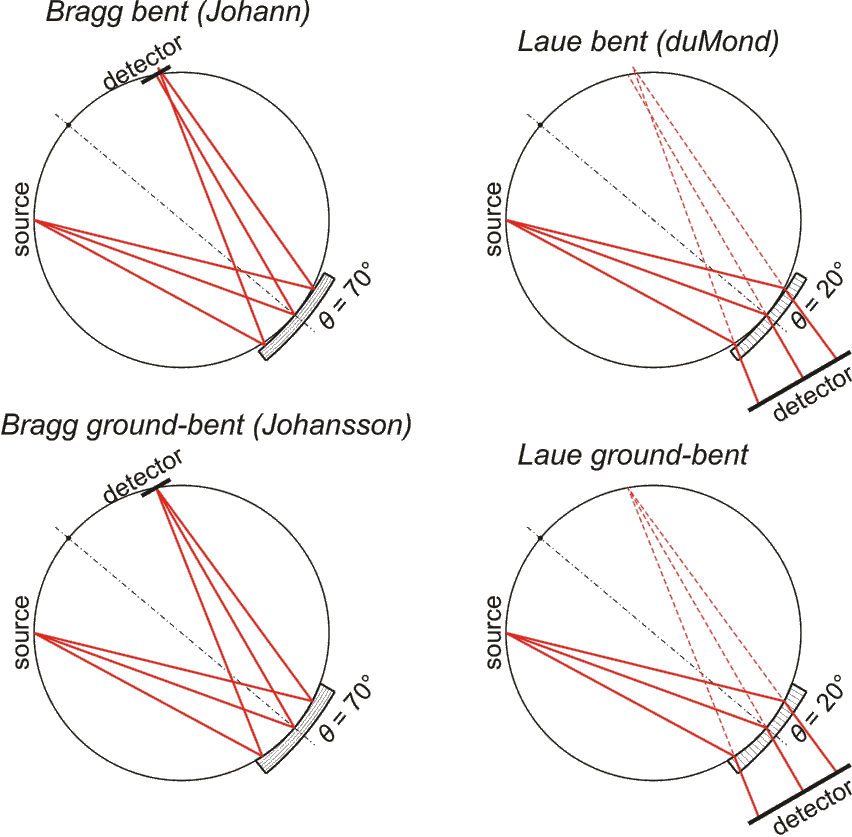 Bragg bent (Johann)
detector
source
θ = 70°
Laue bent (duMond)
source
θ = 20°
detector
Bragg ground-bent (Johansson)
detector
source
θ = 70°
Laue ground-bent
source
θ = 20°
detector